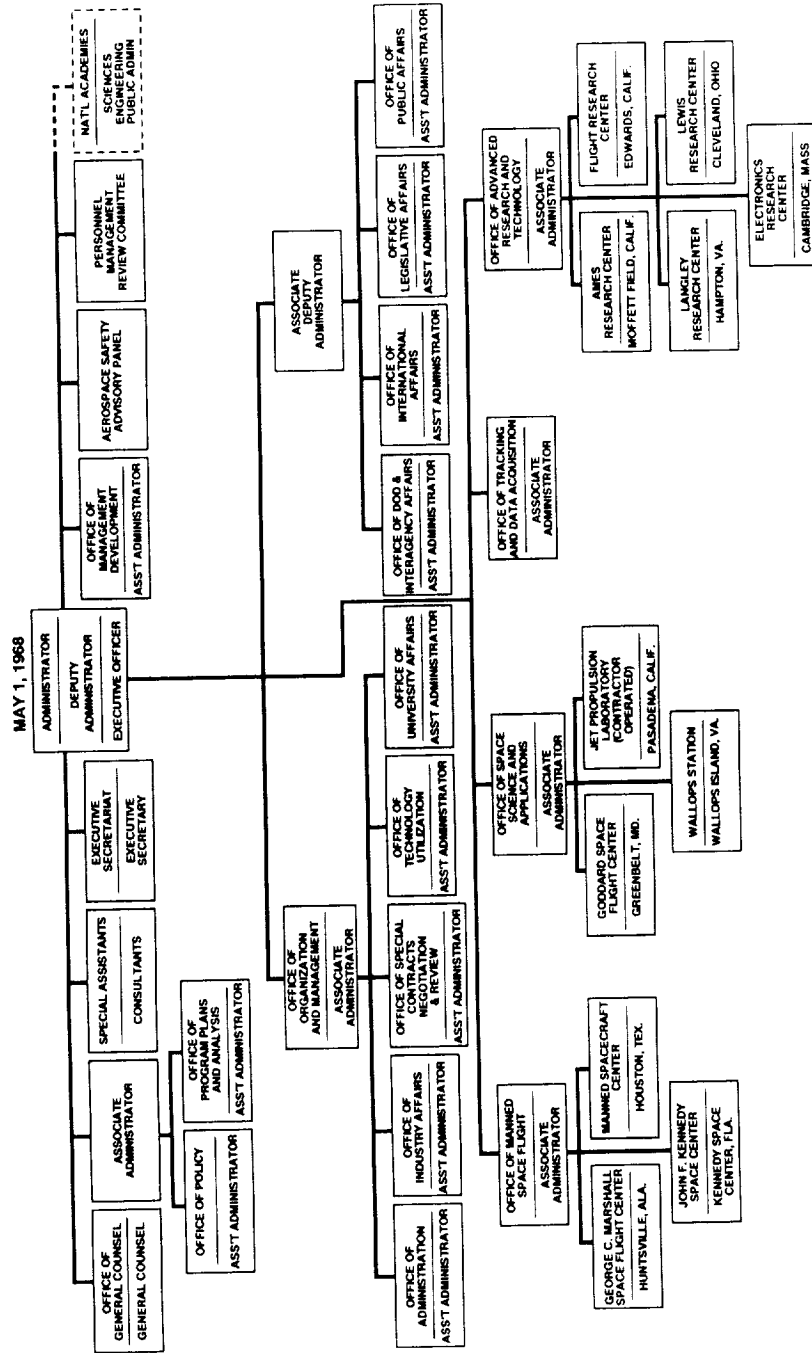 MAY 1, 1968
ADMINISTRATOR
DEPUTY
ADMINISTRATOR
EXECUTIVE OFFICER
OFFICE OF
GENERAL COUNSEL
GENERAL COUNSEL
ASSOCIATE
ADMINISTRATOR
SPECIAL ASSISTANTS
CONSULTANTS
EXECUTIVE
SECRETARIAT
EXECUTIVE
SECRETARY
OFFICE OF
MANAGEMENT
DEVELOPMENT
ASS'T ADMINISTRATOR
AEROSPACE SAFETY
ADVISORY PANEL
PERSONNEL
MANAGEMENT
REVIEW COMMITTEE
NAT'L ACADEMIES
SCIENCES
ENGINEERING
PUBLIC ADMIN
OFFICE OF POLICY
ASS'T ADMINISTRATOR
OFFICE OF
PROGRAM PLANS
AND ANALYSIS
ASS'T ADMINISTRATOR
OFFICE OF
ORGANIZATION
AND MANAGEMENT
ASSOCIATE
ADMINISTRATOR
ASSOCIATE
DEPUTY
ADMINISTRATOR
OFFICE OF
ADMINISTRATION
ASS'T ADMINISTRATOR
OFFICE OF
INDUSTRY AFFAIRS
ASS'T ADMINISTRATOR
OFFICE OF SPECIAL
CONTRACTS
NEGOTIATION
& REVIEW
ASS'T ADMINISTRATOR
OFFICE OF
TECHNOLOGY
UTILIZATION
ASS'T ADMINISTRATOR
OFFICE OF
UNIVERSITY AFFAIRS
ASS'T ADMINISTRATOR
OFFICE OF DOD &
INTERAGENCY AFFAIRS
ASS'T ADMINISTRATOR
OFFICE OF
INTERNATIONAL
AFFAIRS
ASS'T ADMINISTRATOR
OFFICE OF
LEGISLATIVE AFFAIRS
ASS'T ADMINISTRATOR
OFFICE OF
PUBLIC AFFAIRS
ASS'T ADMINISTRATOR
OFFICE OF MANNED
SPACE FLIGHT
ASSOCIATE
ADMINISTRATOR
OFFICE OF SPACE
SCIENCE AND
APPLICATIONS
ASSOCIATE
ADMINISTRATOR
OFFICE OF TRACKING
AND DATA ACQUISITION
ASSOCIATE
ADMINISTRATOR
OFFICE OF ADVANCED
RESEARCH AND
TECHNOLOGY
ASSOCIATE
ADMINISTRATOR
GEORGE C. MARSHALL
SPACE FLIGHT CENTER
HUNTSVILLE, ALA.
MANNED SPACECRAFT
CENTER
HOUSTON, TEX.
JOHN F. KENNEDY
SPACE CENTER
KENNEDY SPACE
CENTER, FLA.
GODDARD SPACE
FLIGHT CENTER
GREENBELT, MD.
JET PROPULSION
LABORATORY
(CONTRACTOR
OPERATED)
PASADENA, CALIF.
WALLOPS STATION
WALLOPS ISLAND, VA.
AMES
RESEARCH CENTER
MOFFETT FIELD, CALIF.
FLIGHT RESEARCH
CENTER
EDWARDS, CALIF.
LANGLEY
RESEARCH CENTER
HAMPTON, VA.
LEWIS
RESEARCH CENTER
CLEVELAND, OHIO
ELECTRONICS
RESEARCH
CENTER
CAMBRIDGE, MASS